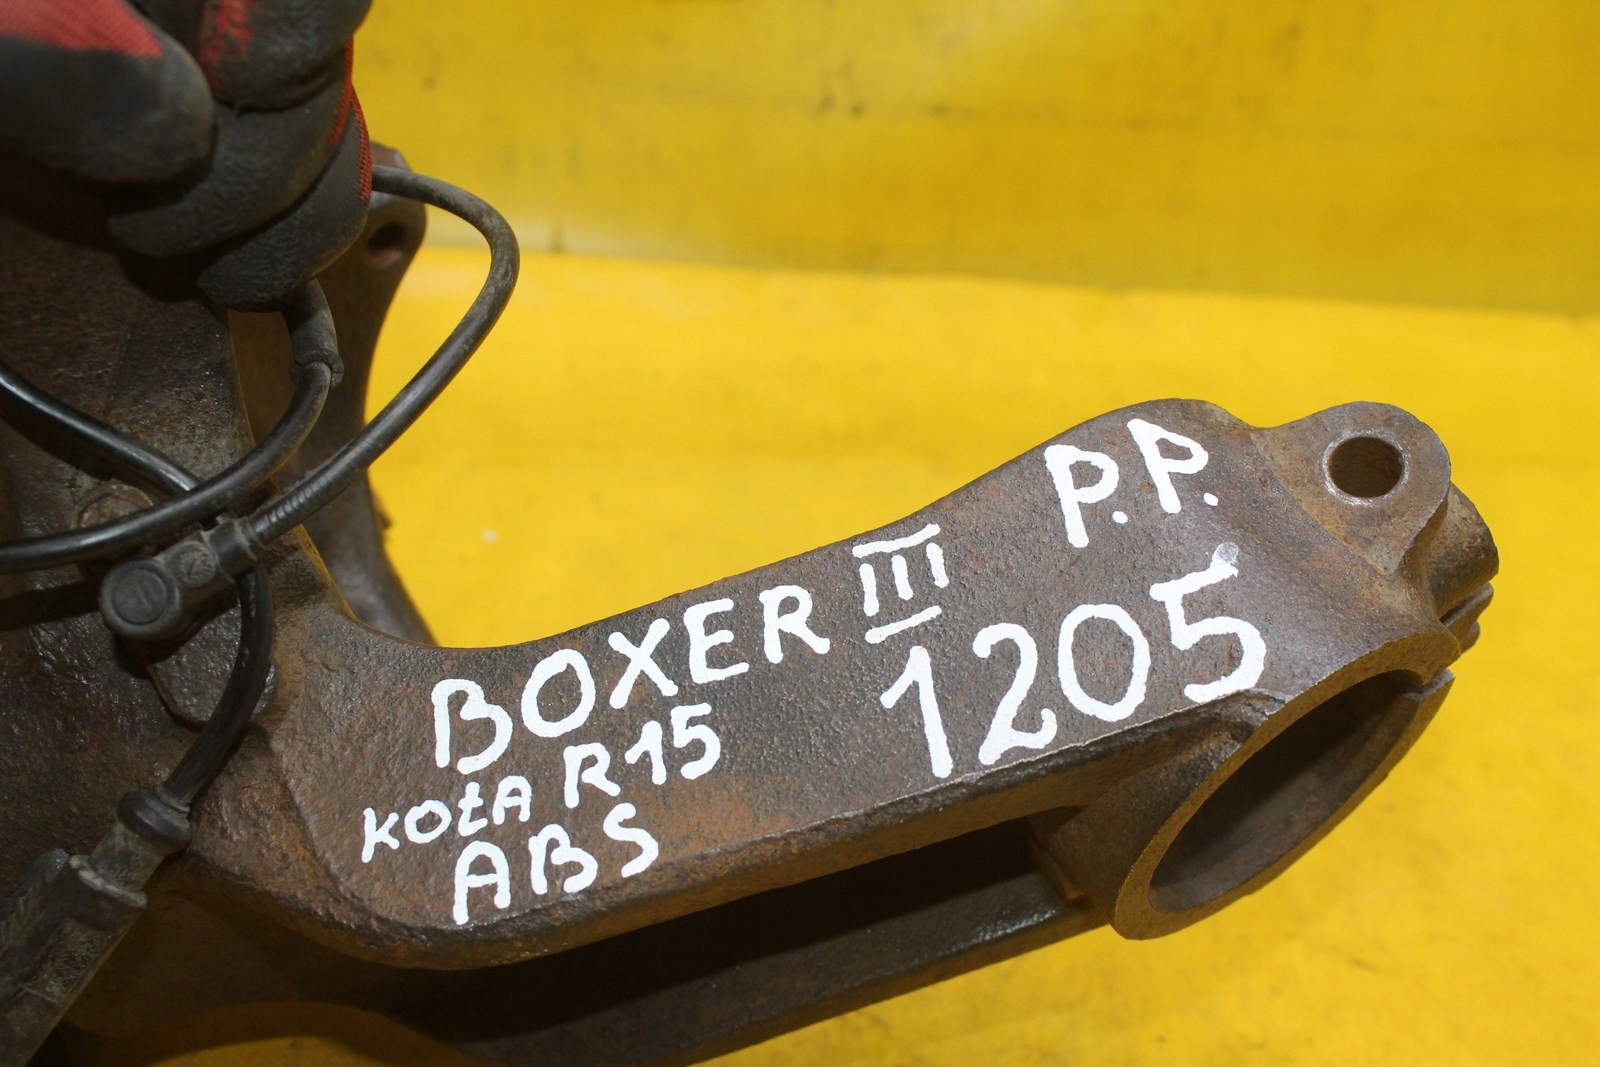 P.P.
BOXER III
1205
KOŁA R15
ABS